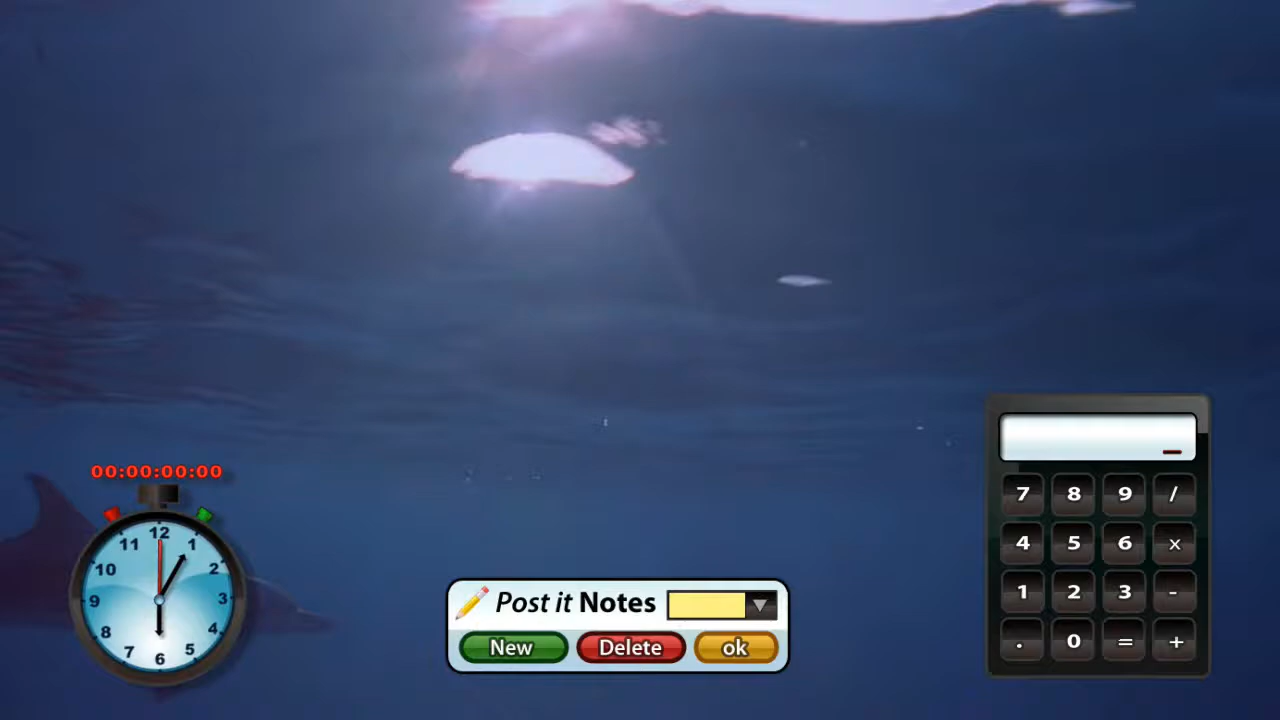 00:00:00:00
12
11 1
10 2
9 3
8 4
7 5
6
Post it Notes
New Delete ok
7 8 9 /
4 5 6 x
1 2 3 -
. 0 = +